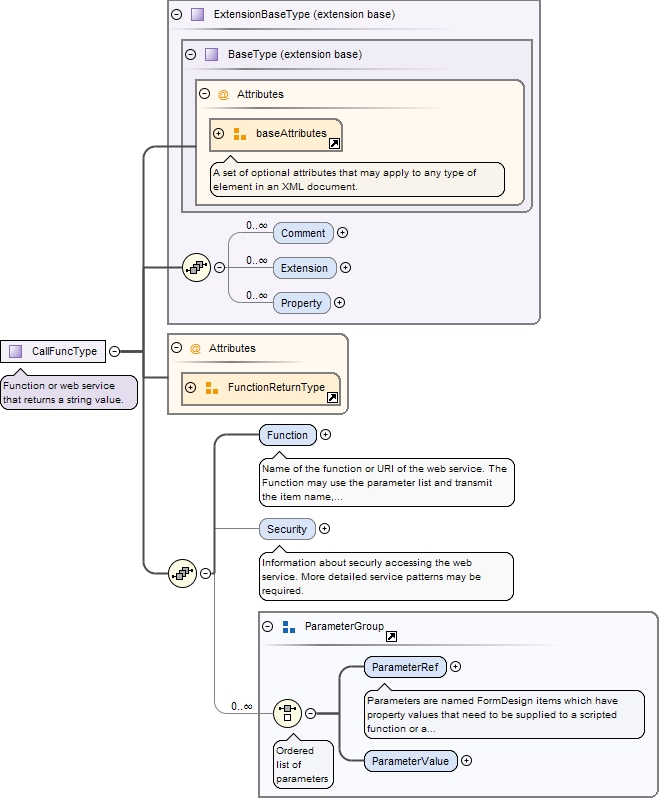 ExtensionBaseType (extension base)
BaseType (extension base)
@ Attributes
baseAttributes
A set of optional attributes that may apply to any type of
element in an XML document.
0..∞
Comment
0..∞
Extension
0..∞
Property
CallFuncType
Function or web service
that returns a string value.
@ Attributes
FunctionReturnType
Function
Name of the function or URI of the web service. The
Function may use the parameter list and transmit
the item name,...
Security
Information about securly accessing the web
service. More detailed service patterns may be
required.
ParameterGroup
0..∞
Ordered
list of
parameters
ParameterRef
Parameters are named FormDesign items which have
property values that need to be supplied to a scripted
function or a...
ParameterValue